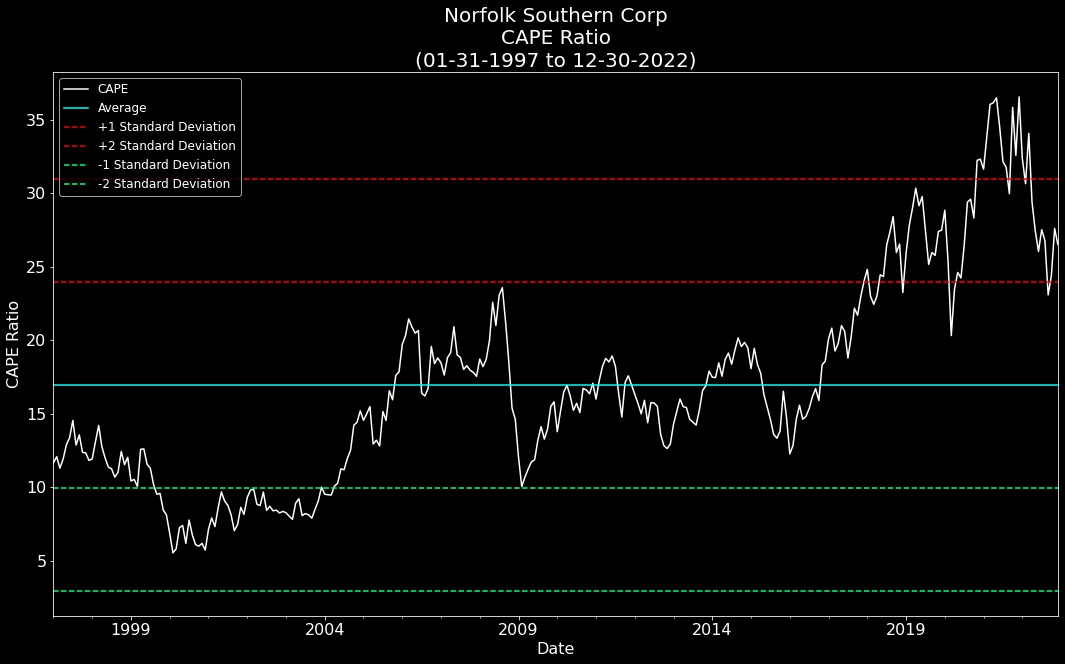 Norfolk Southern Corp
CAPE Ratio
(01-31-1997 to 12-30-2022)
CAPE
Average
+1 Standard Deviation
+2 Standard Deviation
-1 Standard Deviation
-2 Standard Deviation
CAPE Ratio
35
30
25
20
15
10
5
1999
2004
2009
2014
2019
Date